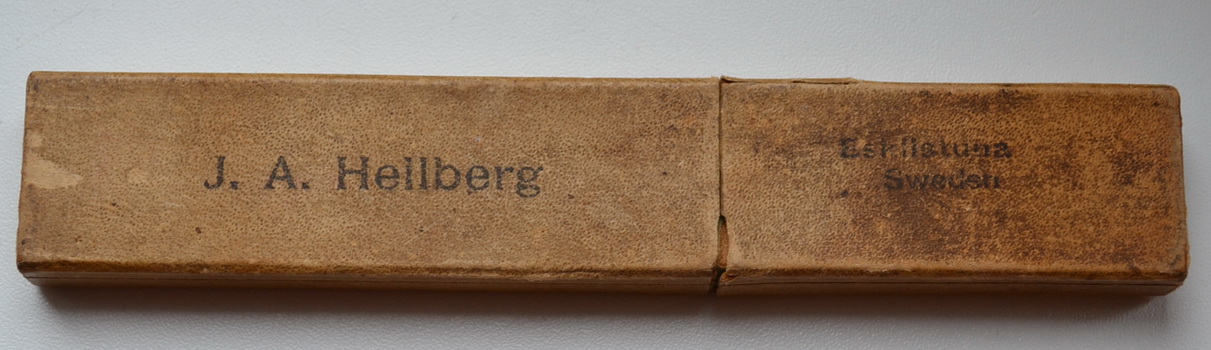 J. A. Hellberg
Eskilstuna
Sweden